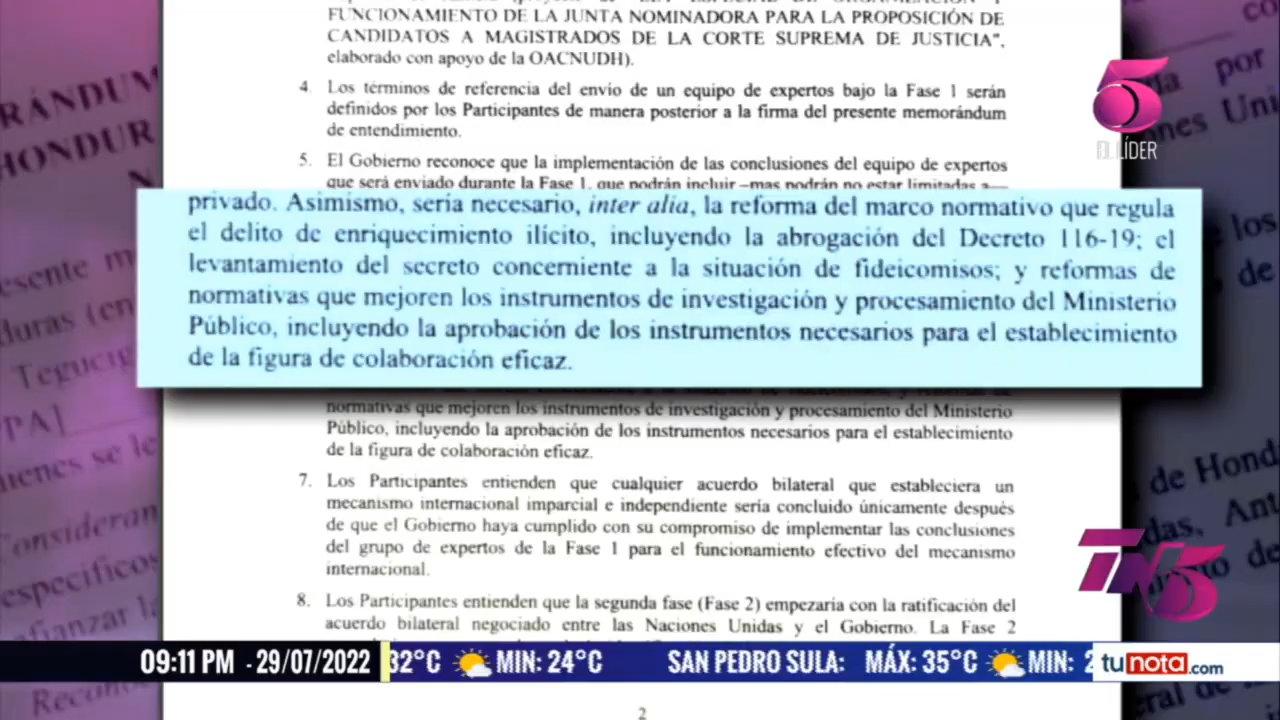 FUNCIONAMIENTO DE LA JUNTA NOMINADORA PARA LA PROPOSICIÓN DE
CANDIDATOS A MAGISTRADOS DE LA CORTE SUPREMA DE JUSTICIA",
elaborado con apoyo de la OACNUDH).
4. Los términos de referencia del envío de un equipo de expertos bajo la Fase 1 serán
definidos por los Participantes de manera posterior a la firma del presente memorándum
de entendimiento.
5. El Gobierno reconoce que la implementación de las conclusiones del equipo de expertos
que será enviado durante la Fase 1, que podrán incluir –mas podrán no estar limitadas a–
privado. Asimismo, sería necesario, inter alia, la reforma del marco normativo que regula
el delito de enriquecimiento ilícito, incluyendo la abrogación del Decreto 116-19; el
levantamiento del secreto concerniente a la situación de fideicomisos; y reformas de
normativas que mejoren los instrumentos de investigación y procesamiento del Ministerio
Público, incluyendo la aprobación de los instrumentos necesarios para el establecimiento
de la figura de colaboración eficaz.
normativas que mejoren los instrumentos de investigación y procesamiento del Ministerio
Público, incluyendo la aprobación de los instrumentos necesarios para el establecimiento
de la figura de colaboración eficaz.
7. Los Participantes entienden que cualquier acuerdo bilateral que estableciera un
mecanismo internacional imparcial e independiente sería concluido únicamente después
de que el Gobierno haya cumplido con su compromiso de implementar las conclusiones
del grupo de expertos de la Fase 1 para el funcionamiento efectivo del mecanismo
internacional.
8. Los Participantes entienden que la segunda fase (Fase 2) empezaría con la ratificación del
acuerdo bilateral negociado entre las Naciones Unidas y el Gobierno. La Fase 2
2
5
EL LÍDER
TN5
09:11 PM - 29/07/2022 32°C MIN: 24°C SAN PEDRO SULA: MÁX: 35°C MIN: 2
tunota.com